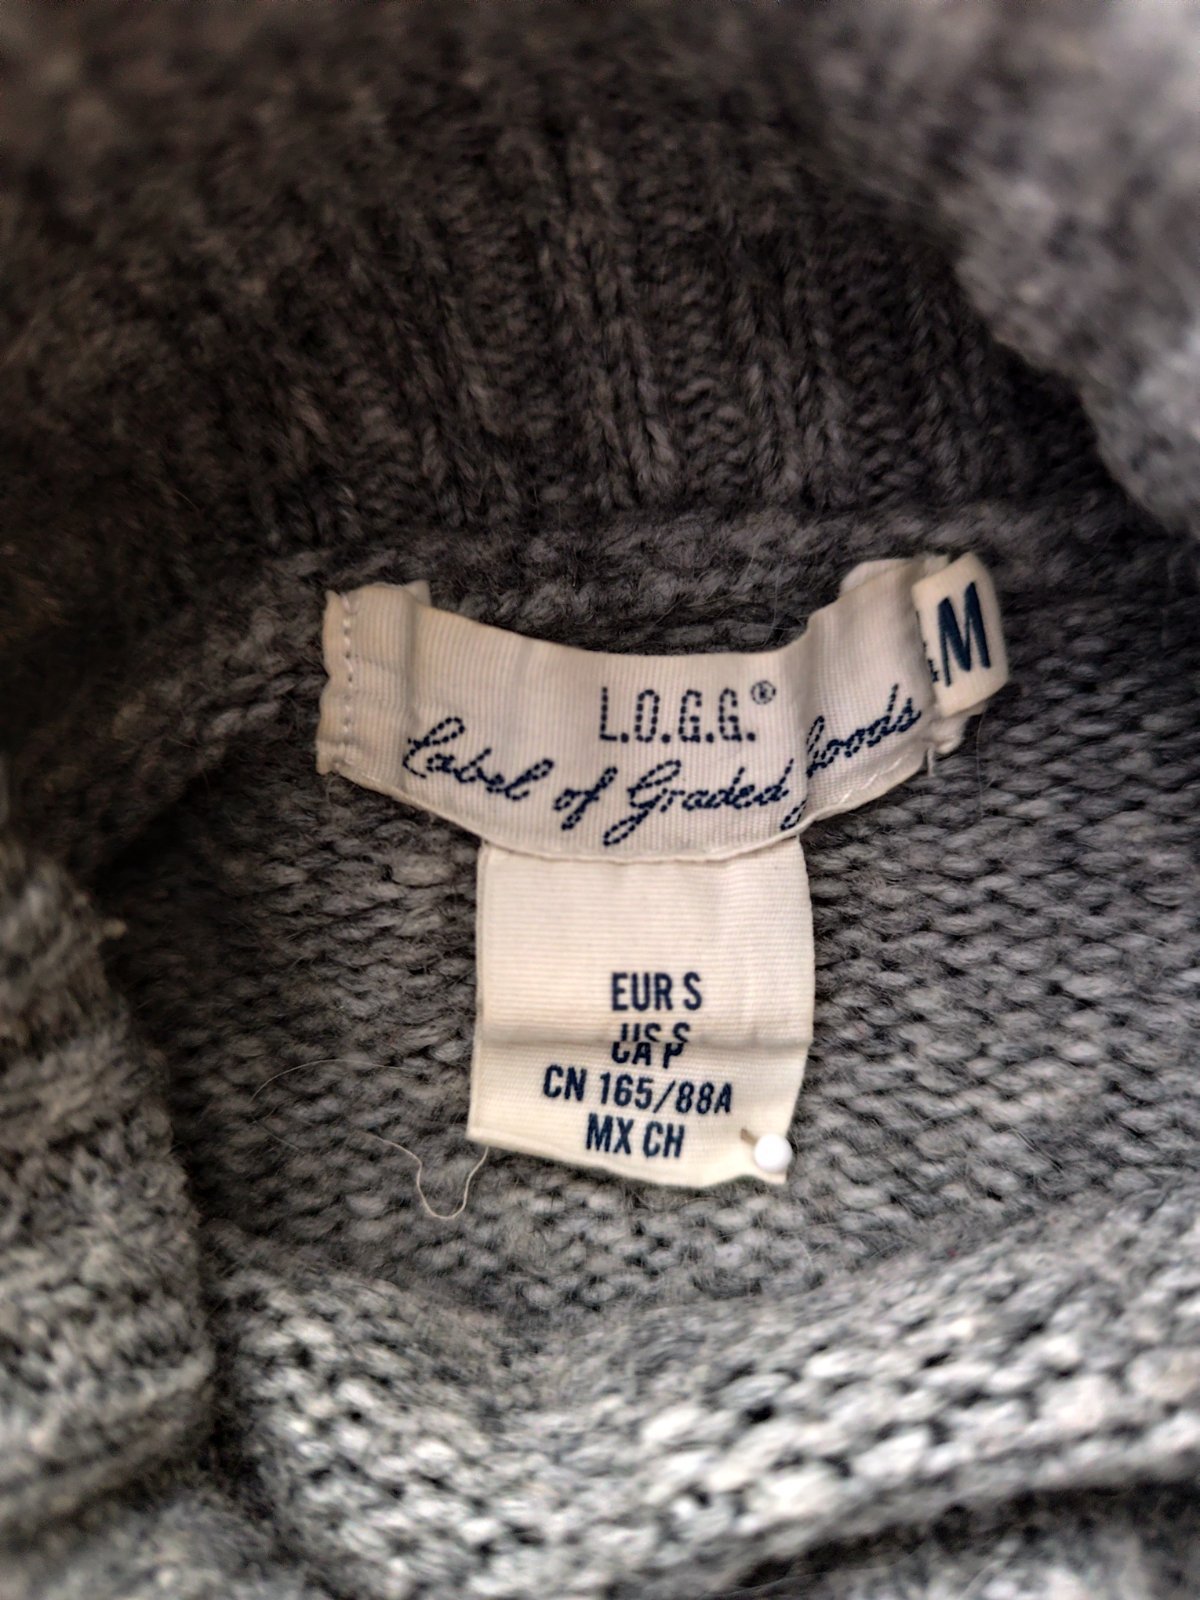 L.O.G.G.®
Label of Graded Goods
M
EUR S
US S
CA P
CN 165/88A
MX CH